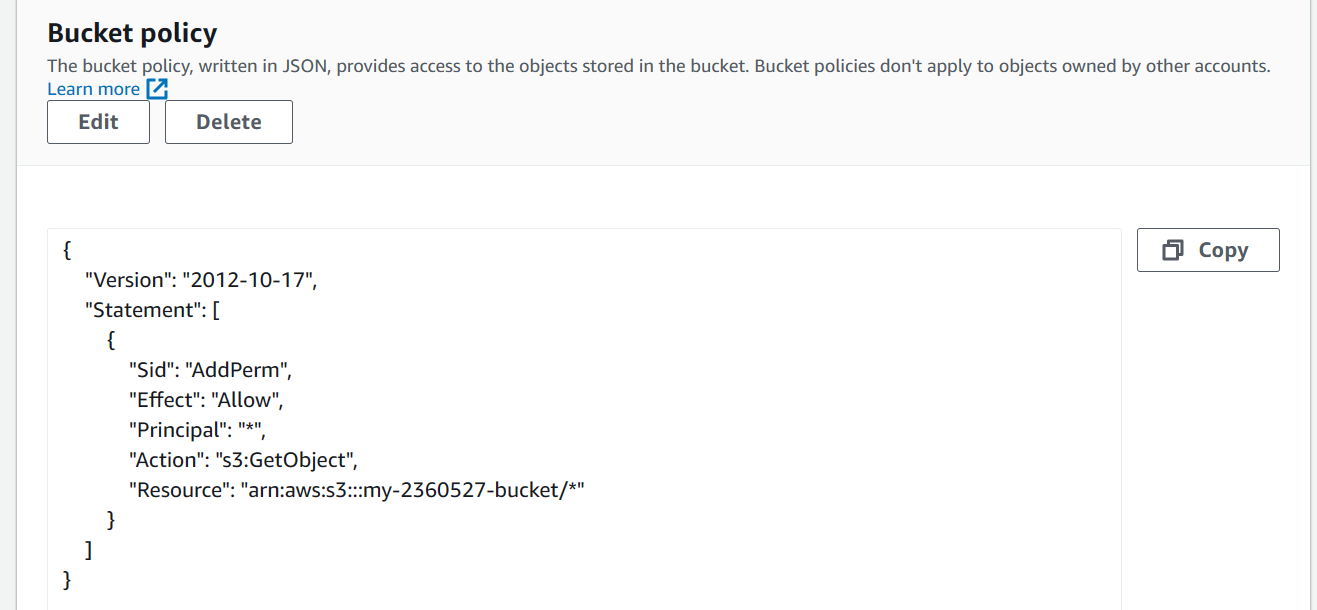 Bucket policy
The bucket policy, written in JSON, provides access to the objects stored in the bucket. Bucket policies don't apply to objects owned by other accounts.
Learn more
Edit Delete
Copy
{
"Version": "2012-10-17",
"Statement": [
{
"Sid": "AddPerm",
"Effect": "Allow",
"Principal": "*",
"Action": "s3:GetObject",
"Resource": "arn:aws:s3:::my-2360527-bucket/*"
}
]
}